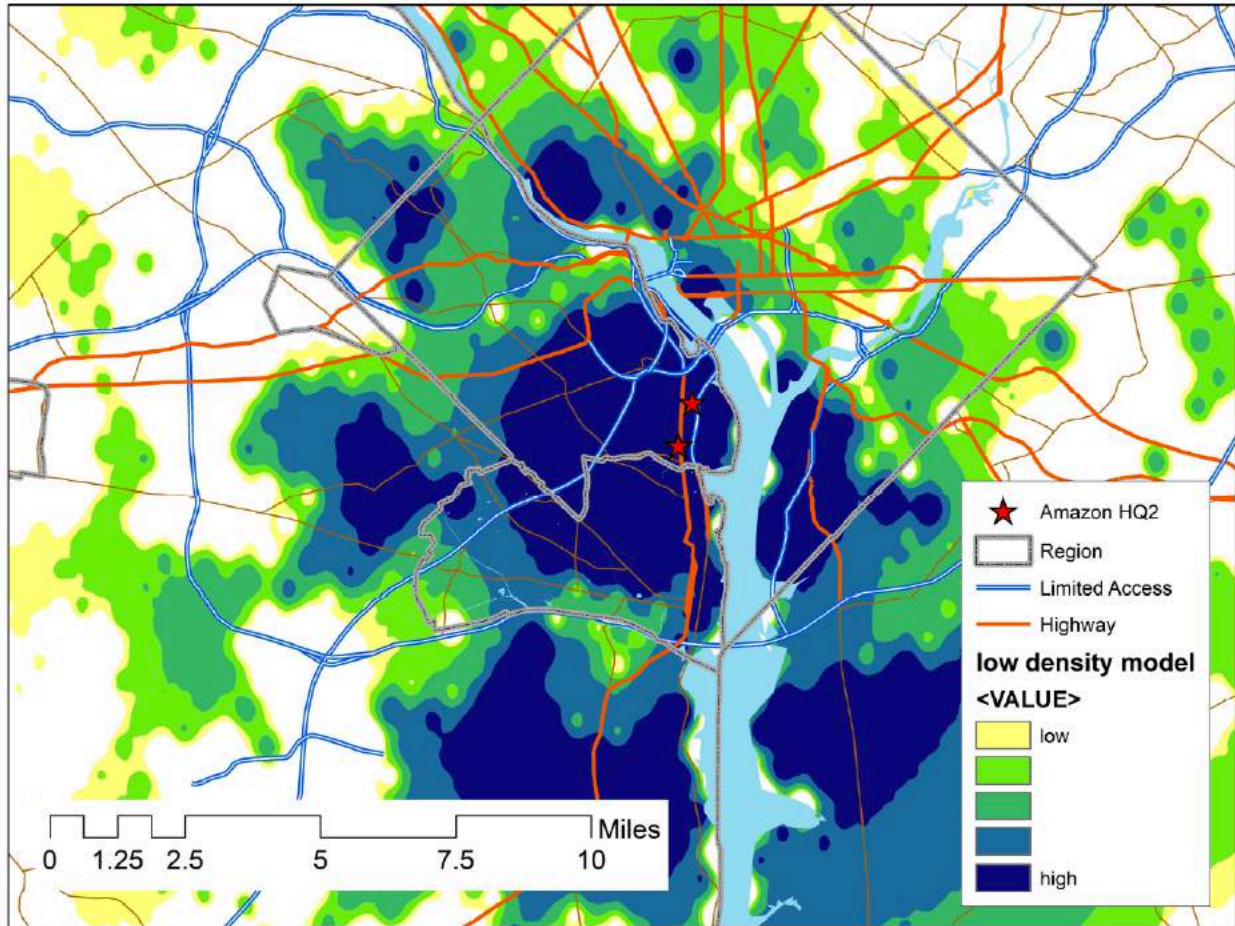 Amazon HQ2
Region
Limited Access
Highway
low density model
<VALUE>
low
high
Miles
0 1.25 2.5 5 7.5 10